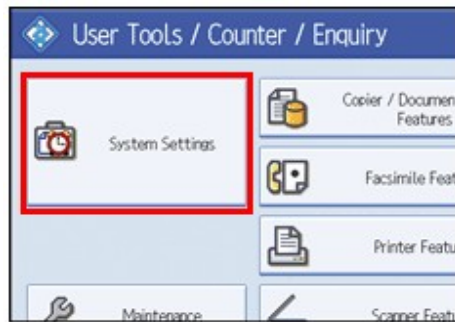 User Tools / Counter / Enquiry
System Settings
Copier / Documen
Features
Facsimile Feat
Printer Featu
Maintenance
Scanner Featu